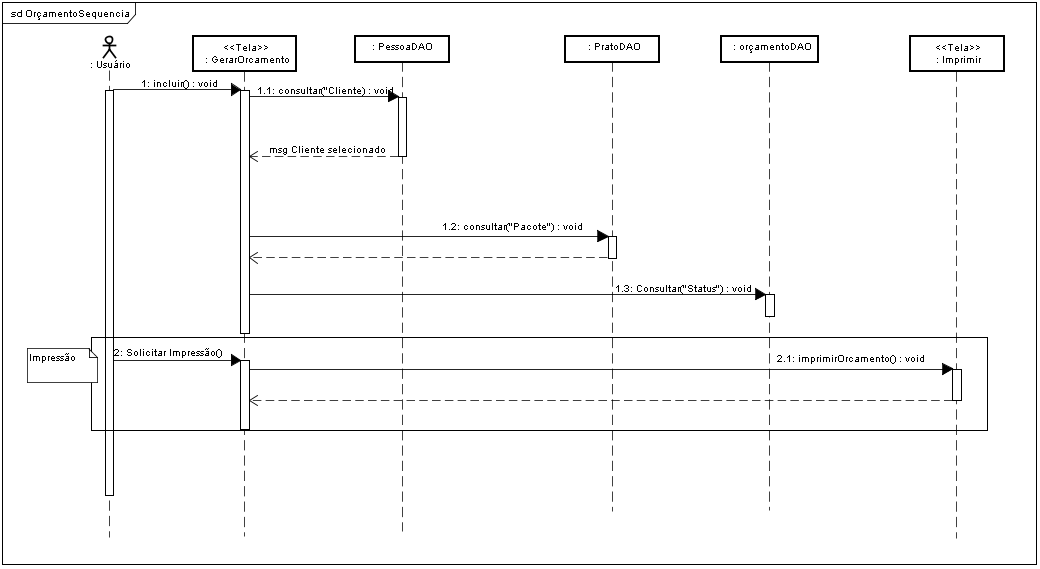 sd OrçamentoSequencia
: Usuário
<<Tela>>
: GerarOrcamento
: PessoaDAO
: PratoDAO
: orçamentoDAO
<<Tela>>
: Imprimir
1: incluir() : void
1.1: consultar("Cliente) : void
msg Cliente selecionado
1.2: consultar("Pacote") : void
1.3: Consultar("Status") : void
Impressão
2: Solicitar Impressão()
2.1: imprimirOrcamento() : void